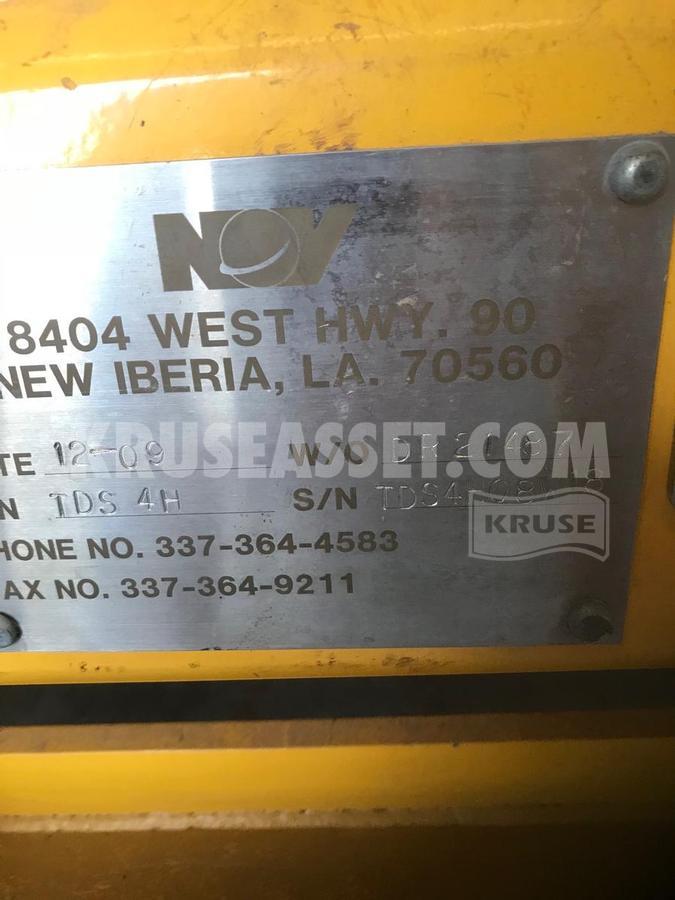 NOV
8404 WEST HWY. 90
NEW IBERIA, LA. 70560
KRUSEASSET.COM
TE 12-09 W/O
N TDS 4H S/N
KRUSE
HONE NO. 337-364-4583
AX NO. 337-364-9211